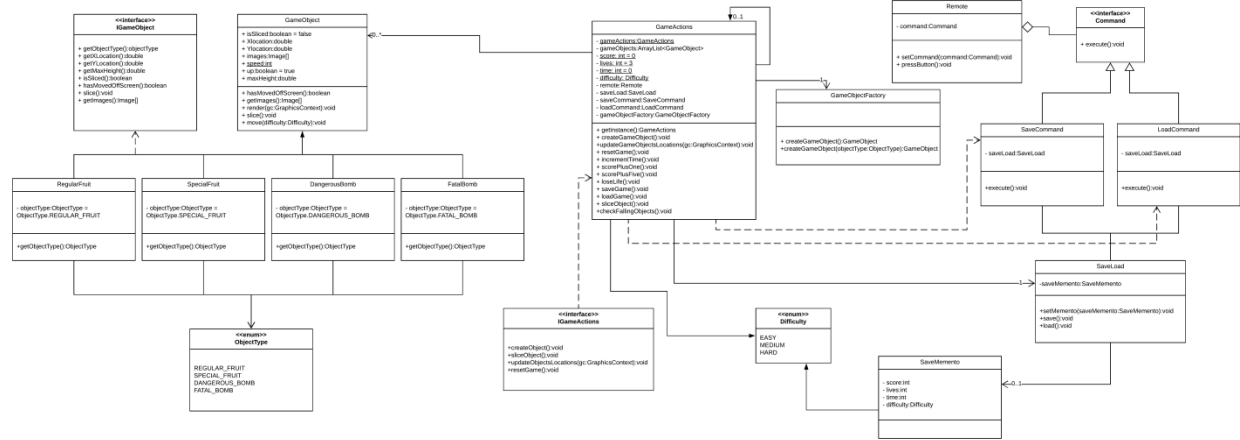 <<interface>>
IGameObject
+ getObjectType():objectType
+ getXLocation():double
+ getYLocation():double
+ getMaxHeight():double
+ isSliced():boolean
+ hasMovedOffScreen():boolean
+ slice():void
+ getImages():Image[]
GameObject
+ isSliced:boolean = false
+ Xlocation:double
+ Ylocation:double
+ images:Image[]
+ speed:int
+ up:boolean = true
+ maxHeight:double
+ hasMovedOffScreen():boolean
+ getImages():Image[]
+ render(gc:GraphicsContext):void
+ slice():void
+ move(difficulty:Difficulty):void
0..*
GameActions
- gameActions:GameActions
- gameObjects:ArrayList<GameObject>
- score: int = 0
- lives: int = 3
- time: int = 0
- difficulty: Difficulty
- remote:Remote
- saveLoad:SaveLoad
- saveCommand:SaveCommand
- loadCommand:LoadCommand
- gameObjectFactory:GameObjectFactory
+ getInstance():GameActions
+ createGameObject():void
+updateGameObjectsLocations(gc:GraphicsContext):void
+ resetGame():void
+ incrementTime():void
+ scorePlusOne():void
+ scorePlusFive():void
+ loseLife():void
+ saveGame():void
+ loadGame():void
+ sliceObject():void
+checkFallingObjects():void
0..1
1
GameObjectFactory
+ createGameObject():GameObject
+createGameObject(objectType:ObjectType):GameObject
Remote
- command:Command
+ setCommand(command:Command):void
+ pressButton():void
<<interface>>
Command
+ execute():void
SaveCommand
- saveLoad:SaveLoad
+execute():void
LoadCommand
- saveLoad:SaveLoad
+execute():void
RegularFruit
- objectType:ObjectType =
ObjectType.REGULAR_FRUIT
+getObjectType():ObjectType
SpecialFruit
- objectType:ObjectType =
ObjectType.SPECIAL_FRUIT
+getObjectType():ObjectType
DangerousBomb
- objectType:ObjectType =
ObjectType.DANGEROUS_BOMB
+getObjectType():ObjectType
FatalBomb
- objectType:ObjectType =
ObjectType.FATAL_BOMB
+getObjectType():ObjectType
<<enum>>
ObjectType
REGULAR_FRUIT
SPECIAL_FRUIT
DANGEROUS_BOMB
FATAL_BOMB
<<interface>>
IGameActions
+createObject():void
+sliceObject():void
+updateObjectsLocations(gc:GraphicsContext):void
+resetGame():void
<<enum>>
Difficulty
EASY
MEDIUM
HARD
1
SaveLoad
-saveMemento:SaveMemento
+setMemento(saveMemento:SaveMemento):void
+save():void
+load():void
0..1
SaveMemento
- score:int
- lives:int
- time:int
- difficulty:Difficulty